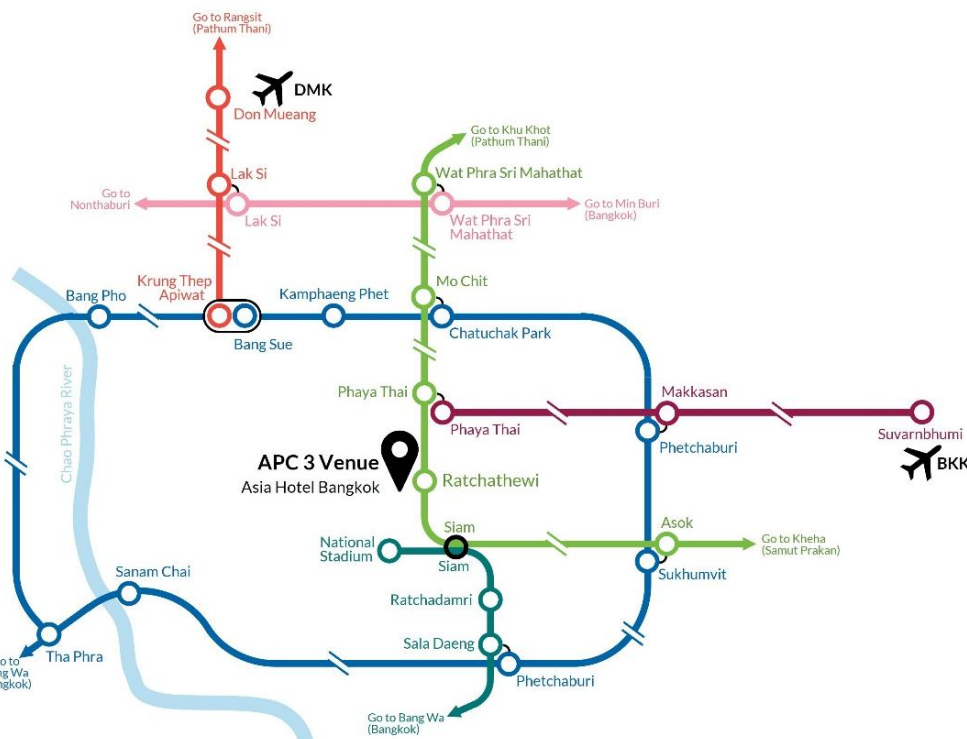 Go to Rangsit
(Pathum Thani)
DMK
Don Mueang
Go to Khu Khot
(Pathum Thani)
Lak Si
Wat Phra Sri Mahathat
Go to
Nonthaburi
Lak Si
Wat Phra Sri
Mahathat
Go to Min Buri
(Bangkok)
Krung Thep
Apiwat
Mo Chit
Bang Pho
Kamphaeng Phet
Bang Sue
Chatuchak Park
Phaya Thai
Makkasan
Phaya Thai
Suvarnbhumi
Phetchaburi
BKK
Chao Phraya River
APC 3 Venue
Asia Hotel Bangkok
Ratchathewi
Siam
Asok
National
Stadium
Go to Kheha
(Samut Prakan)
Siam
Sanam Chai
Sukhumvit
Ratchadamri
Sala Daeng
Tha Phra
o to
ng Wa
ngkok)
Phetchaburi
Go to Bang Wa
(Bangkok)